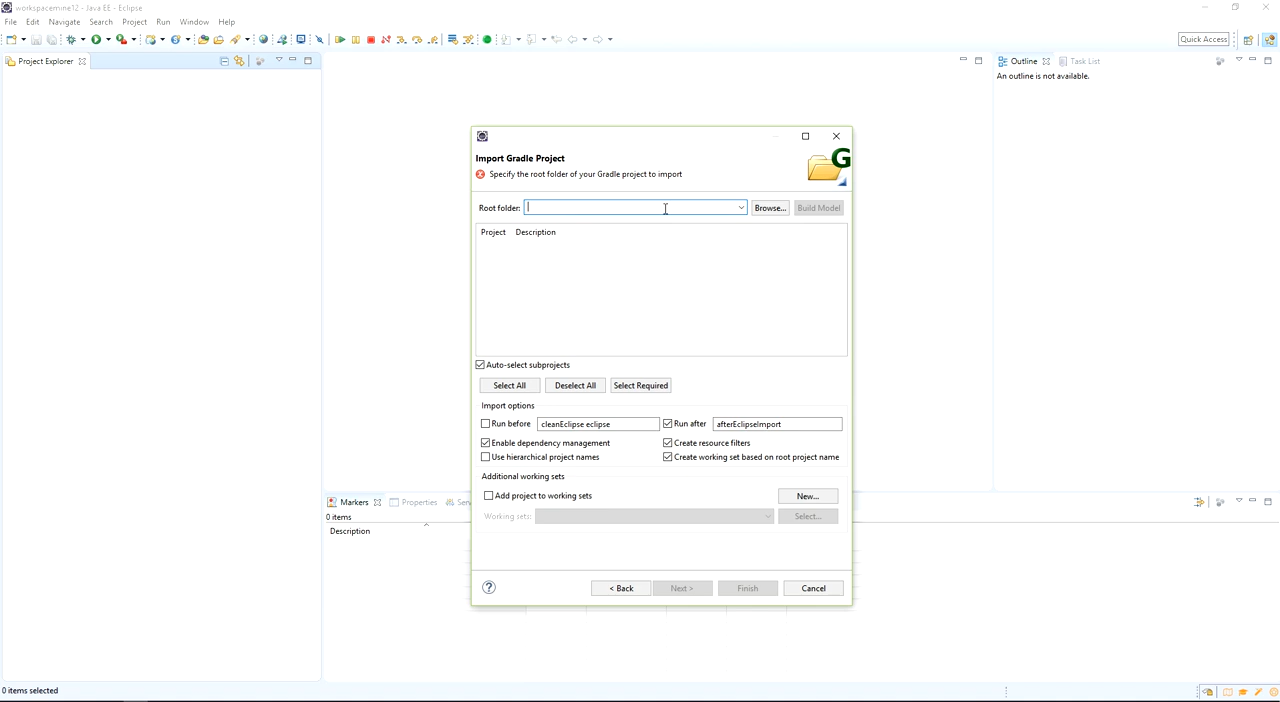 workspacemine12 - Java EE - Eclipse
File Edit Navigate Search Project Run Window Help
Quick Access
Project Explorer
Outline Task List
An outline is not available.
Import Gradle Project
Specify the root folder of your Gradle project to import
G
Root folder: Browse... Build Model
Project Description
Auto-select subprojects
Select All Deselect All Select Required
Import options
Run before cleanEclipse eclipse Run after afterEclipseImport
Enable dependency management Create resource filters
Use hierarchical project names Create working set based on root project name
Additional working sets
Add project to working sets New...
Working sets: Select...
< Back Next > Finish Cancel
Markers Properties Serv
0 items
Description
0 items selected